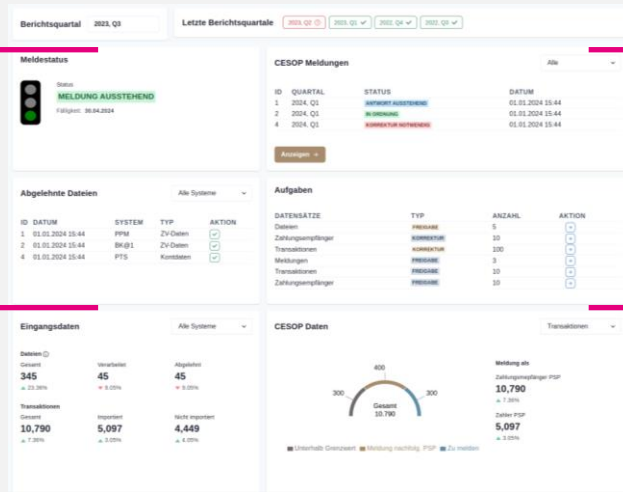 Berichtsquartal 2023, Q3
Letzte Berichtsquartale 2023, Q2 2023, Q1 2022, Q4 2022, Q3
Meldestatus
Status
MELDUNG AUSSTEHEND
Fälligkeit: 30.04.2024
CESOP Meldungen Alle
ID QUARTAL STATUS DATUM
1 2024, Q1 ANTWORT AUSSTEHEND 01.01.2024 15:44
2 2024, Q1 IN ORDNUNG 01.01.2024 15:44
4 2024, Q1 KORREKTUR NOTWENDIG 01.01.2024 15:44
Anzeigen
Abgelehnte Dateien Alle Systeme
ID DATUM SYSTEM TYP AKTION
1 01.01.2024 15:44 PPM ZV-Daten
2 01.01.2024 15:44 BK@1 ZV-Daten
4 01.01.2024 15:44 PTS Kontdaten
Aufgaben
DATENSÄTZE TYP ANZAHL AKTION
Dateien FREIGABE 5
Zahlungsempfänger KORREKTUR 10
Transaktionen KORREKTUR 100
Meldungen FREIGABE 3
Transaktionen FREIGABE 10
Zahlungsempfänger FREIGABE 10
Eingangsdaten Alle Systeme
Dateien
Gesamt Verarbeitet Abgelehnt
345 45 45
23.36% 9.05% 9.05%
Transaktionen
Gesamt Importiert Nicht importiert
10,790 5,097 4,449
7.36% 3.05% 4.05%
CESOP Daten Transaktionen
400
300 300
Gesamt
10.790
Unterhalb Grenzwert Meldung nachfolg. PSP Zu melden
Meldung als
Zahlungsempfänger PSP
10,790
7.36%
Zahler PSP
5,097
3.05%